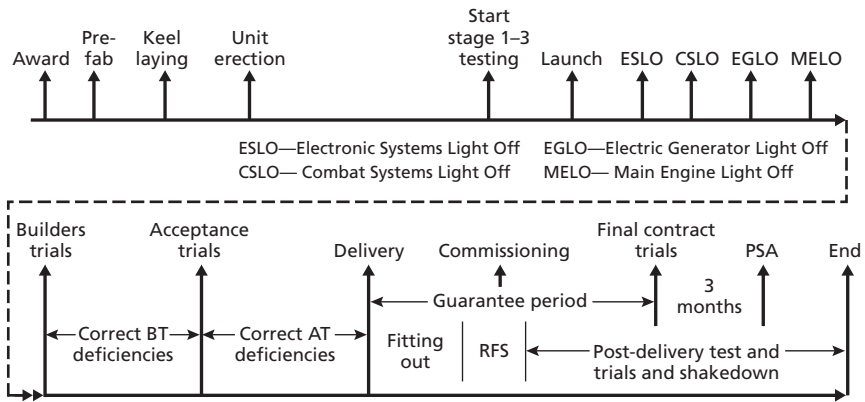 Award
Pre-
fab
Keel
laying
Unit
erection
Start
stage 1–3
testing
Launch
ESLO
CSLO
EGLO
MELO
ESLO—Electronic Systems Light Off
EGLO—Electric Generator Light Off
CSLO— Combat Systems Light Off
MELO— Main Engine Light Off
Builders
trials
Acceptance
trials
Delivery
Commissioning
Final contract
trials
PSA
End
Guarantee period
3
months
Correct BT
deficiencies
Correct AT
deficiencies
Fitting
out
RFS
Post-delivery test and
trials and shakedown